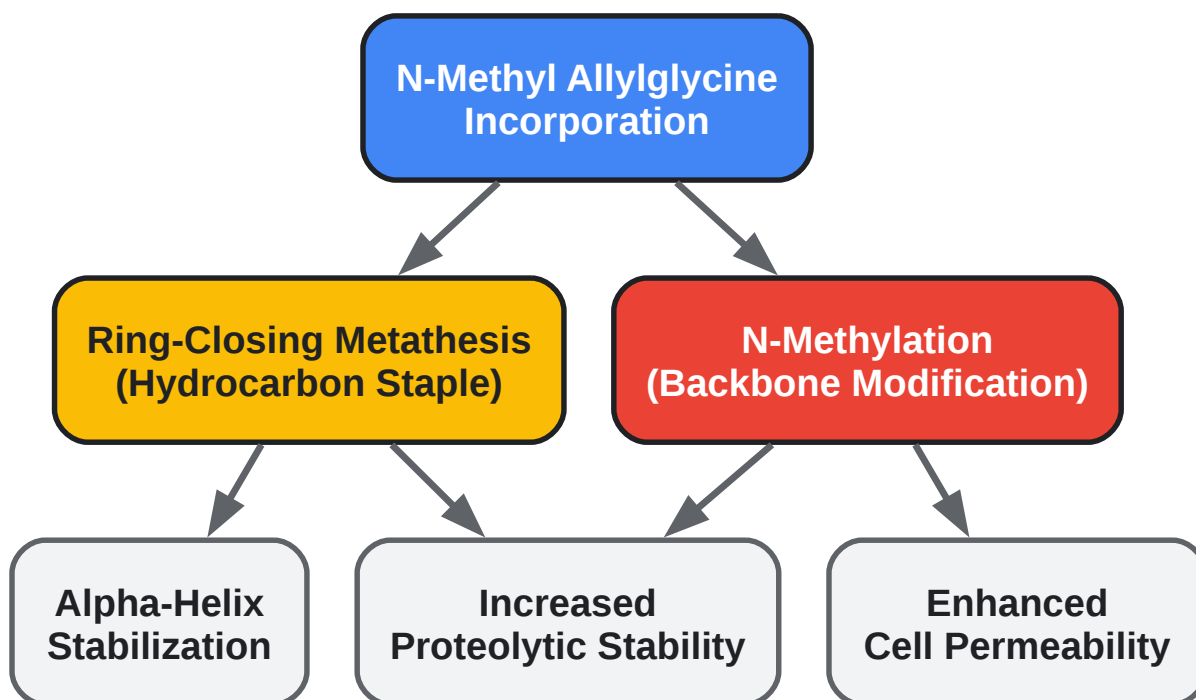 N-Methyl Allylglycine
Incorporation
Ring-Closing Metathesis
(Hydrocarbon Staple)
N-Methylation
(Backbone Modification)
Alpha-Helix
Stabilization
Increased
Proteolytic Stability
Enhanced
Cell Permeability